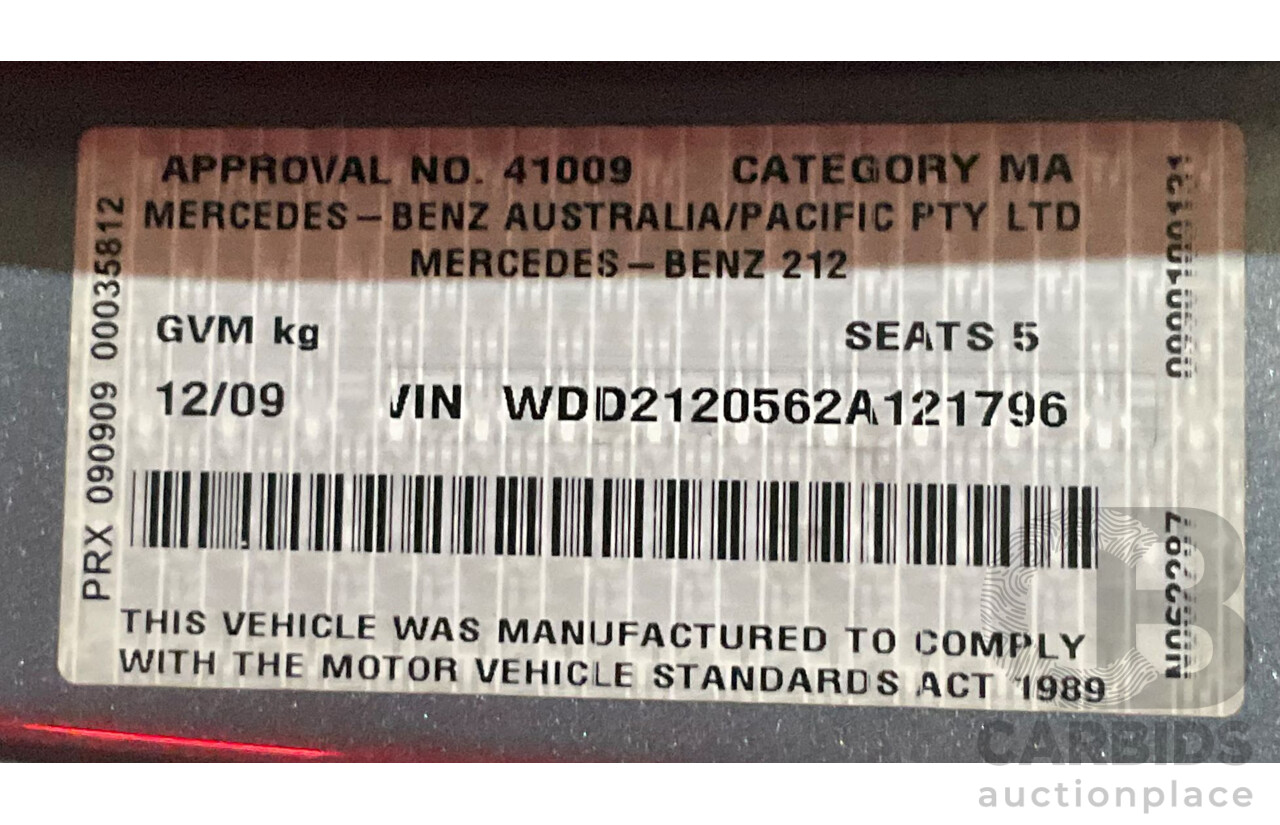 APPROVAL NO. 41009 CATEGORY MA
MERCEDES-BENZ AUSTRALIA/PACIFIC PTY LTD
MERCEDES-BENZ 212
GVM kg SEATS 5
12/09 VIN WDD2120562A121796
THIS VEHICLE WAS MANUFACTURED TO COMPLY
WITH THE MOTOR VEHICLE STANDARDS ACT 1989
PRX 090909 000035812
CB
CARBIDS
auctionplace